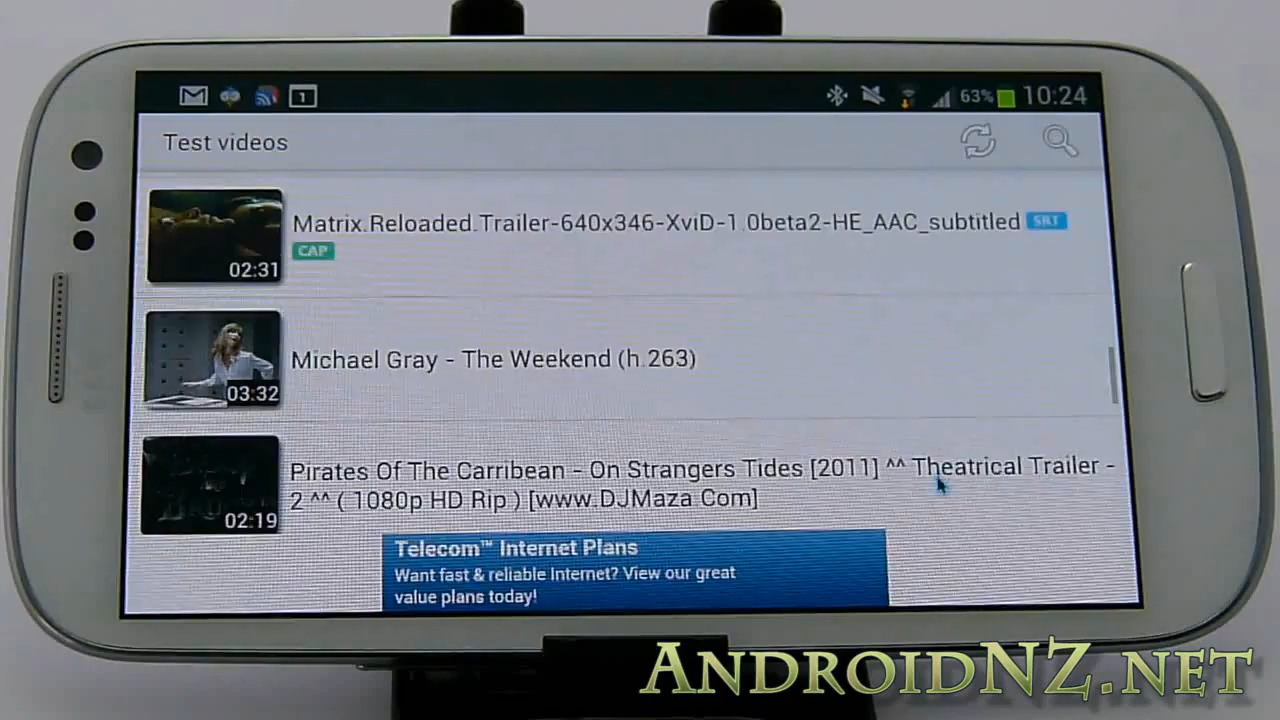 1
63%
10:24
Test videos
Matrix.Reloaded.Trailer-640x346-XviD-1.0beta2-HE_AAC_subtitled SRT
CAP
02:31
Michael Gray - The Weekend (h.263)
03:32
Pirates Of The Carribean - On Strangers Tides [2011] ^^ Theatrical Trailer -
2 ^^ ( 1080p HD Rip ) [www.DJMaza.Com]
02:19
Telecom™ Internet Plans
Want fast & reliable Internet? View our great
value plans today!
ANDROIDNZ.NET